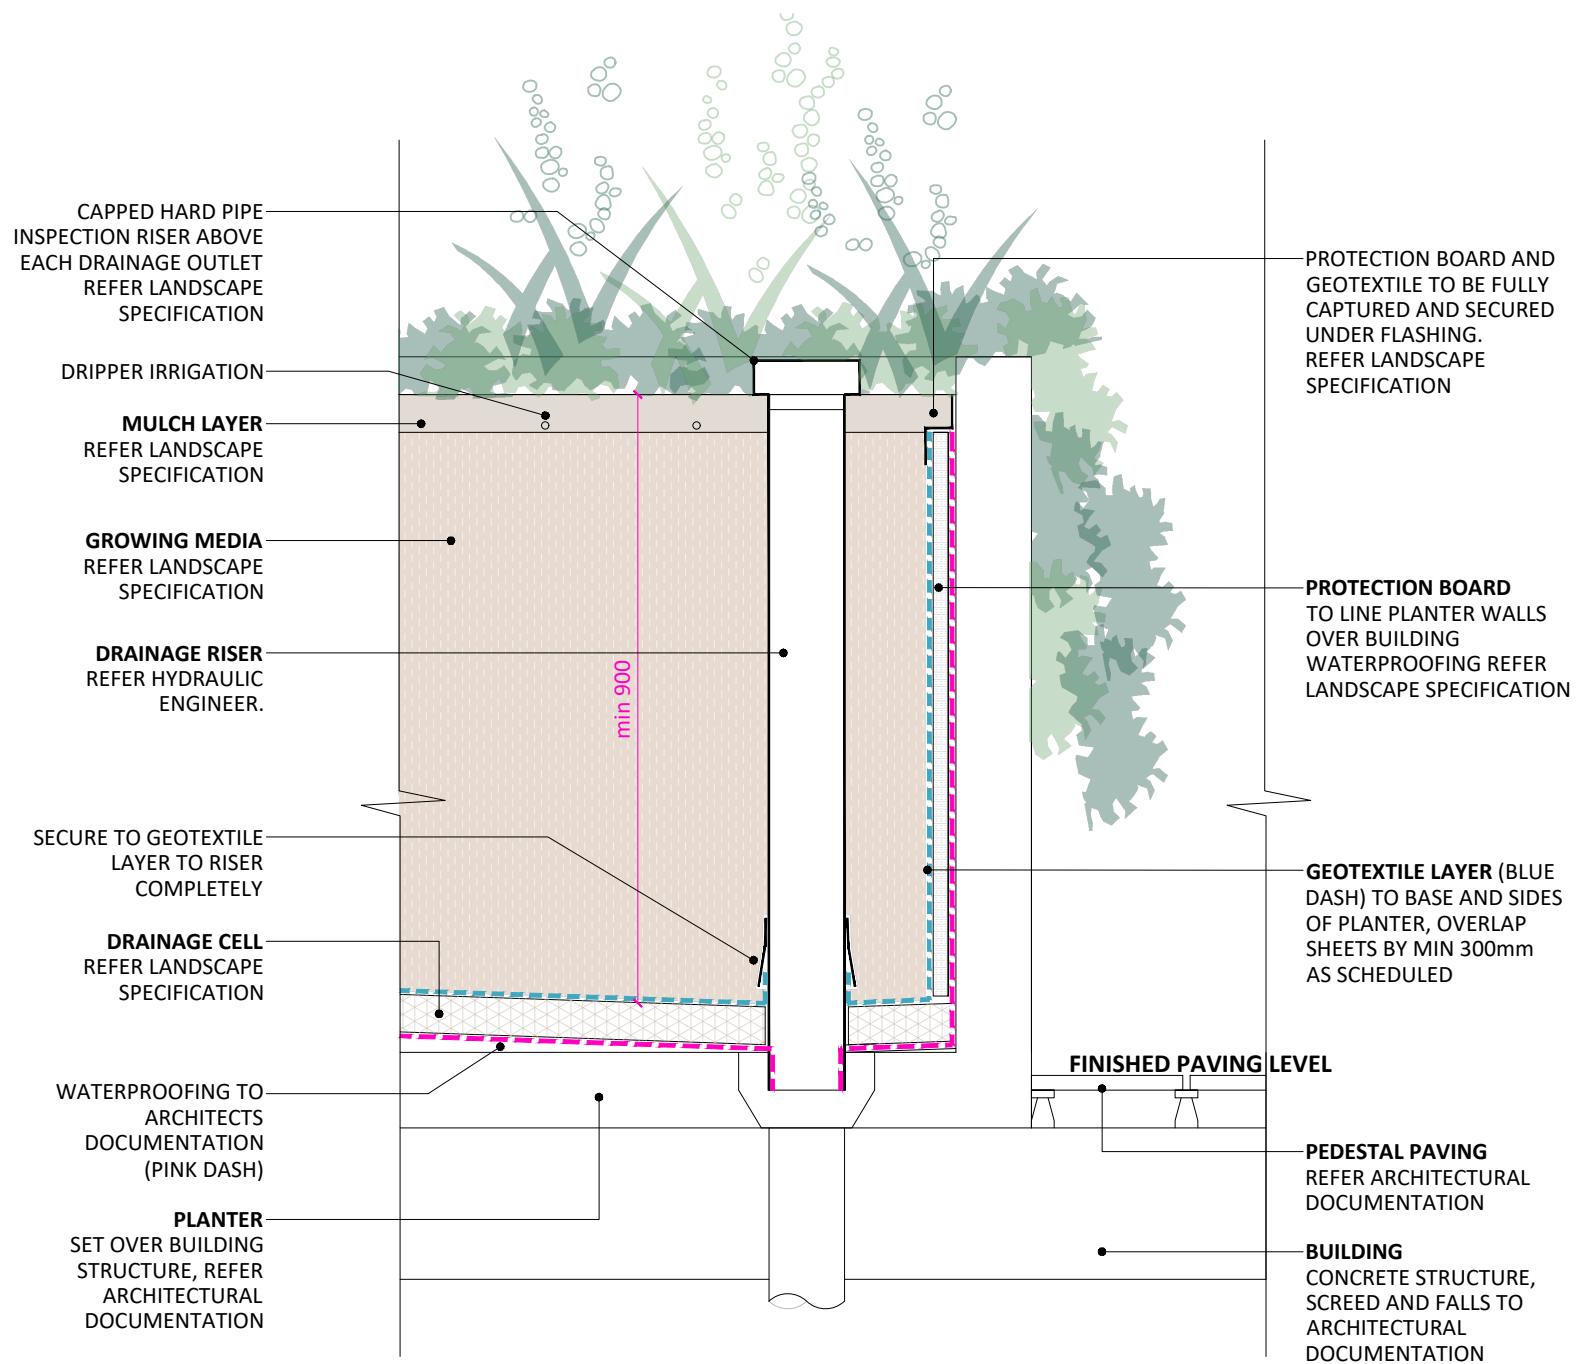 CAPPED HARD PIPE
INSPECTION RISER ABOVE
EACH DRAINAGE OUTLET
REFER LANDSCAPE
SPECIFICATION
DRIPPER IRRIGATION
MULCH LAYER
REFER LANDSCAPE
SPECIFICATION
GROWING MEDIA
REFER LANDSCAPE
SPECIFICATION
DRAINAGE RISER
REFER HYDRAULIC
ENGINEER.
SECURE TO GEOTEXTILE
LAYER TO RISER
COMPLETELY
DRAINAGE CELL
REFER LANDSCAPE
SPECIFICATION
WATERPROOFING TO
ARCHITECTS
DOCUMENTATION
(PINK DASH)
PLANTER
SET OVER BUILDING
STRUCTURE, REFER
ARCHITECTURAL
DOCUMENTATION
min 900
PROTECTION BOARD AND
GEOTEXTILE TO BE FULLY
CAPTURED AND SECURED
UNDER FLASHING.
REFER LANDSCAPE
SPECIFICATION
PROTECTION BOARD
TO LINE PLANTER WALLS
OVER BUILDING
WATERPROOFING REFER
LANDSCAPE SPECIFICATION
GEOTEXTILE LAYER (BLUE
DASH) TO BASE AND SIDES
OF PLANTER, OVERLAP
SHEETS BY MIN 300mm
AS SCHEDULED
FINISHED PAVING LEVEL
PEDESTAL PAVING
REFER ARCHITECTURAL
DOCUMENTATION
BUILDING
CONCRETE STRUCTURE,
SCREED AND FALLS TO
ARCHITECTURAL
DOCUMENTATION